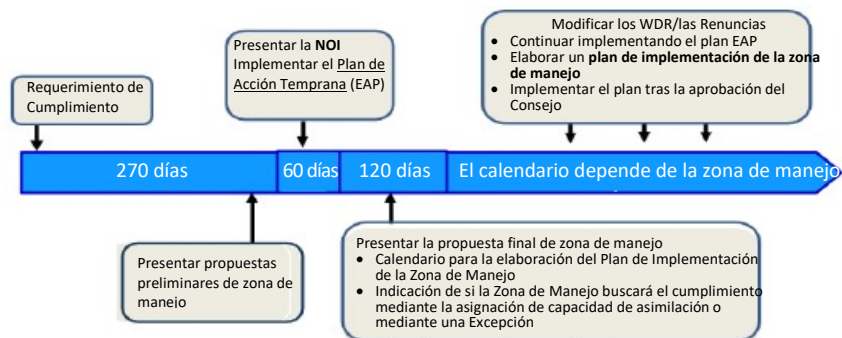 Requerimiento de
Cumplimiento
Presentar la NOI
Implementar el Plan de
Acción Temprana (EAP)
Modificar los WDR/las Renuncias
• Continuar implementando el plan EAP
• Elaborar un plan de implementación de la zona
de manejo
• Implementar el plan tras la aprobación del
Consejo
270 días
60 días
120 días
El calendario depende de la zona de manejo
Presentar propuestas
preliminares de zona de
manejo
Presentar la propuesta final de zona de manejo
• Calendario para la elaboración del Plan de Implementación
de la Zona de Manejo
• Indicación de si la Zona de Manejo buscará el cumplimiento
mediante la asignación de capacidad de asimilación o
mediante una Excepción